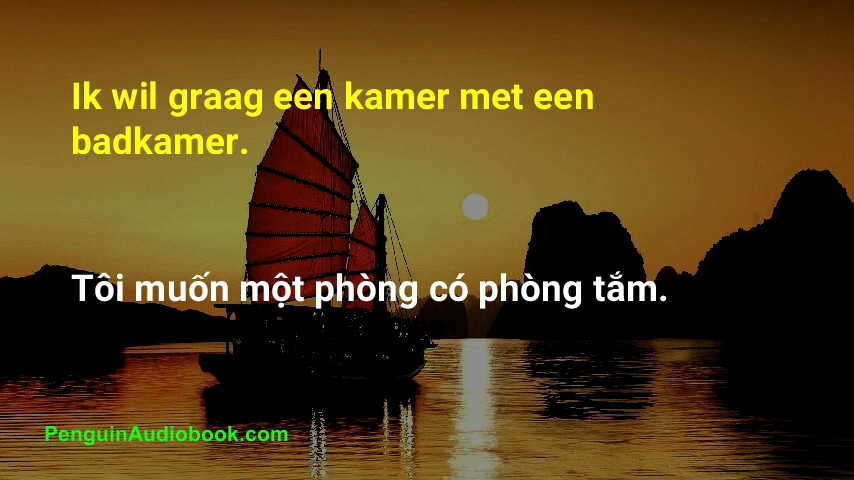 Ik wil graag een kamer met een
badkamer.
Tôi muốn một phòng có phòng tắm.
PenguinAudiobook.com